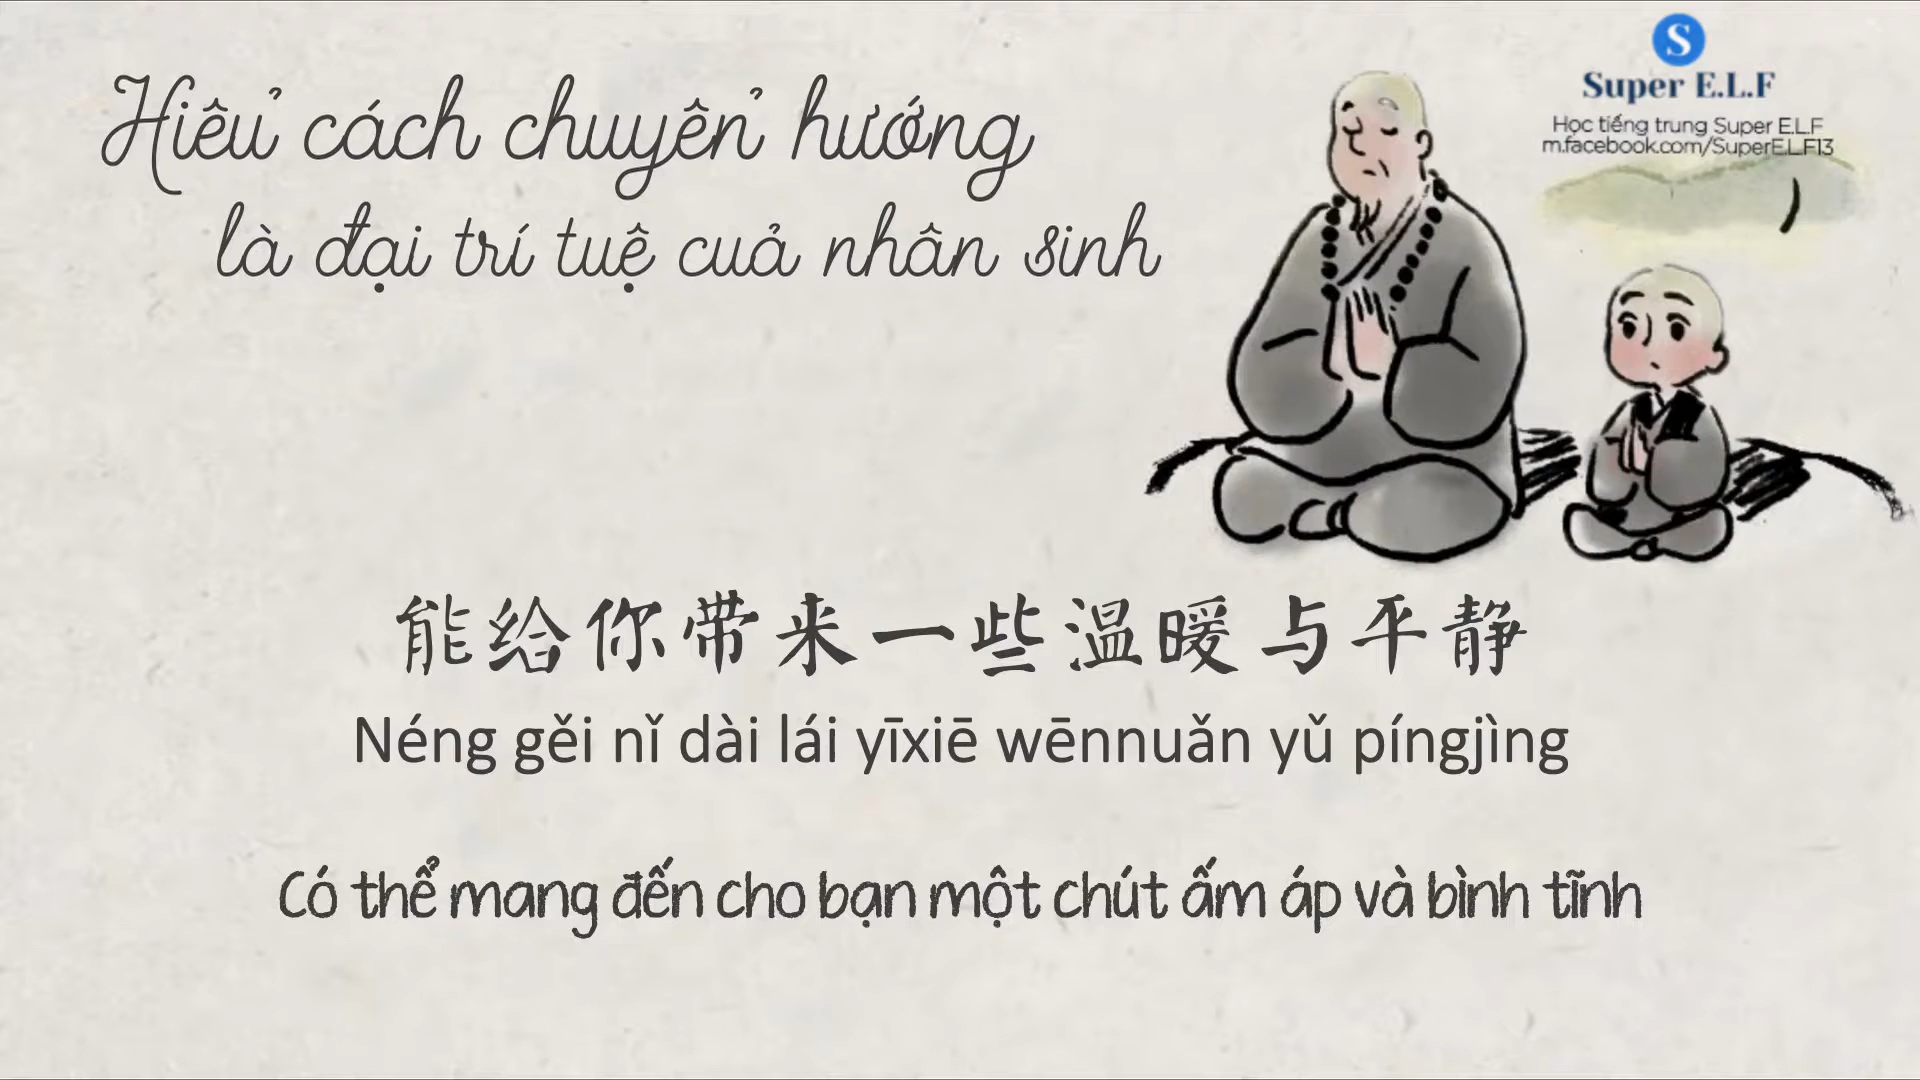 Hiểu cách chuyển hướng
là đại trí tuệ của nhân sinh
S
Super E.L.F
Học tiếng trung Super E.L.F
m.facebook.com/SuperE.L.F13
能给你带来一些温暖与平静
Néng gěi nǐ dài lái yīxiē wēnnuǎn yǔ píngjìng
Có thể mang đến cho bạn một chút ấm áp và bình tĩnh